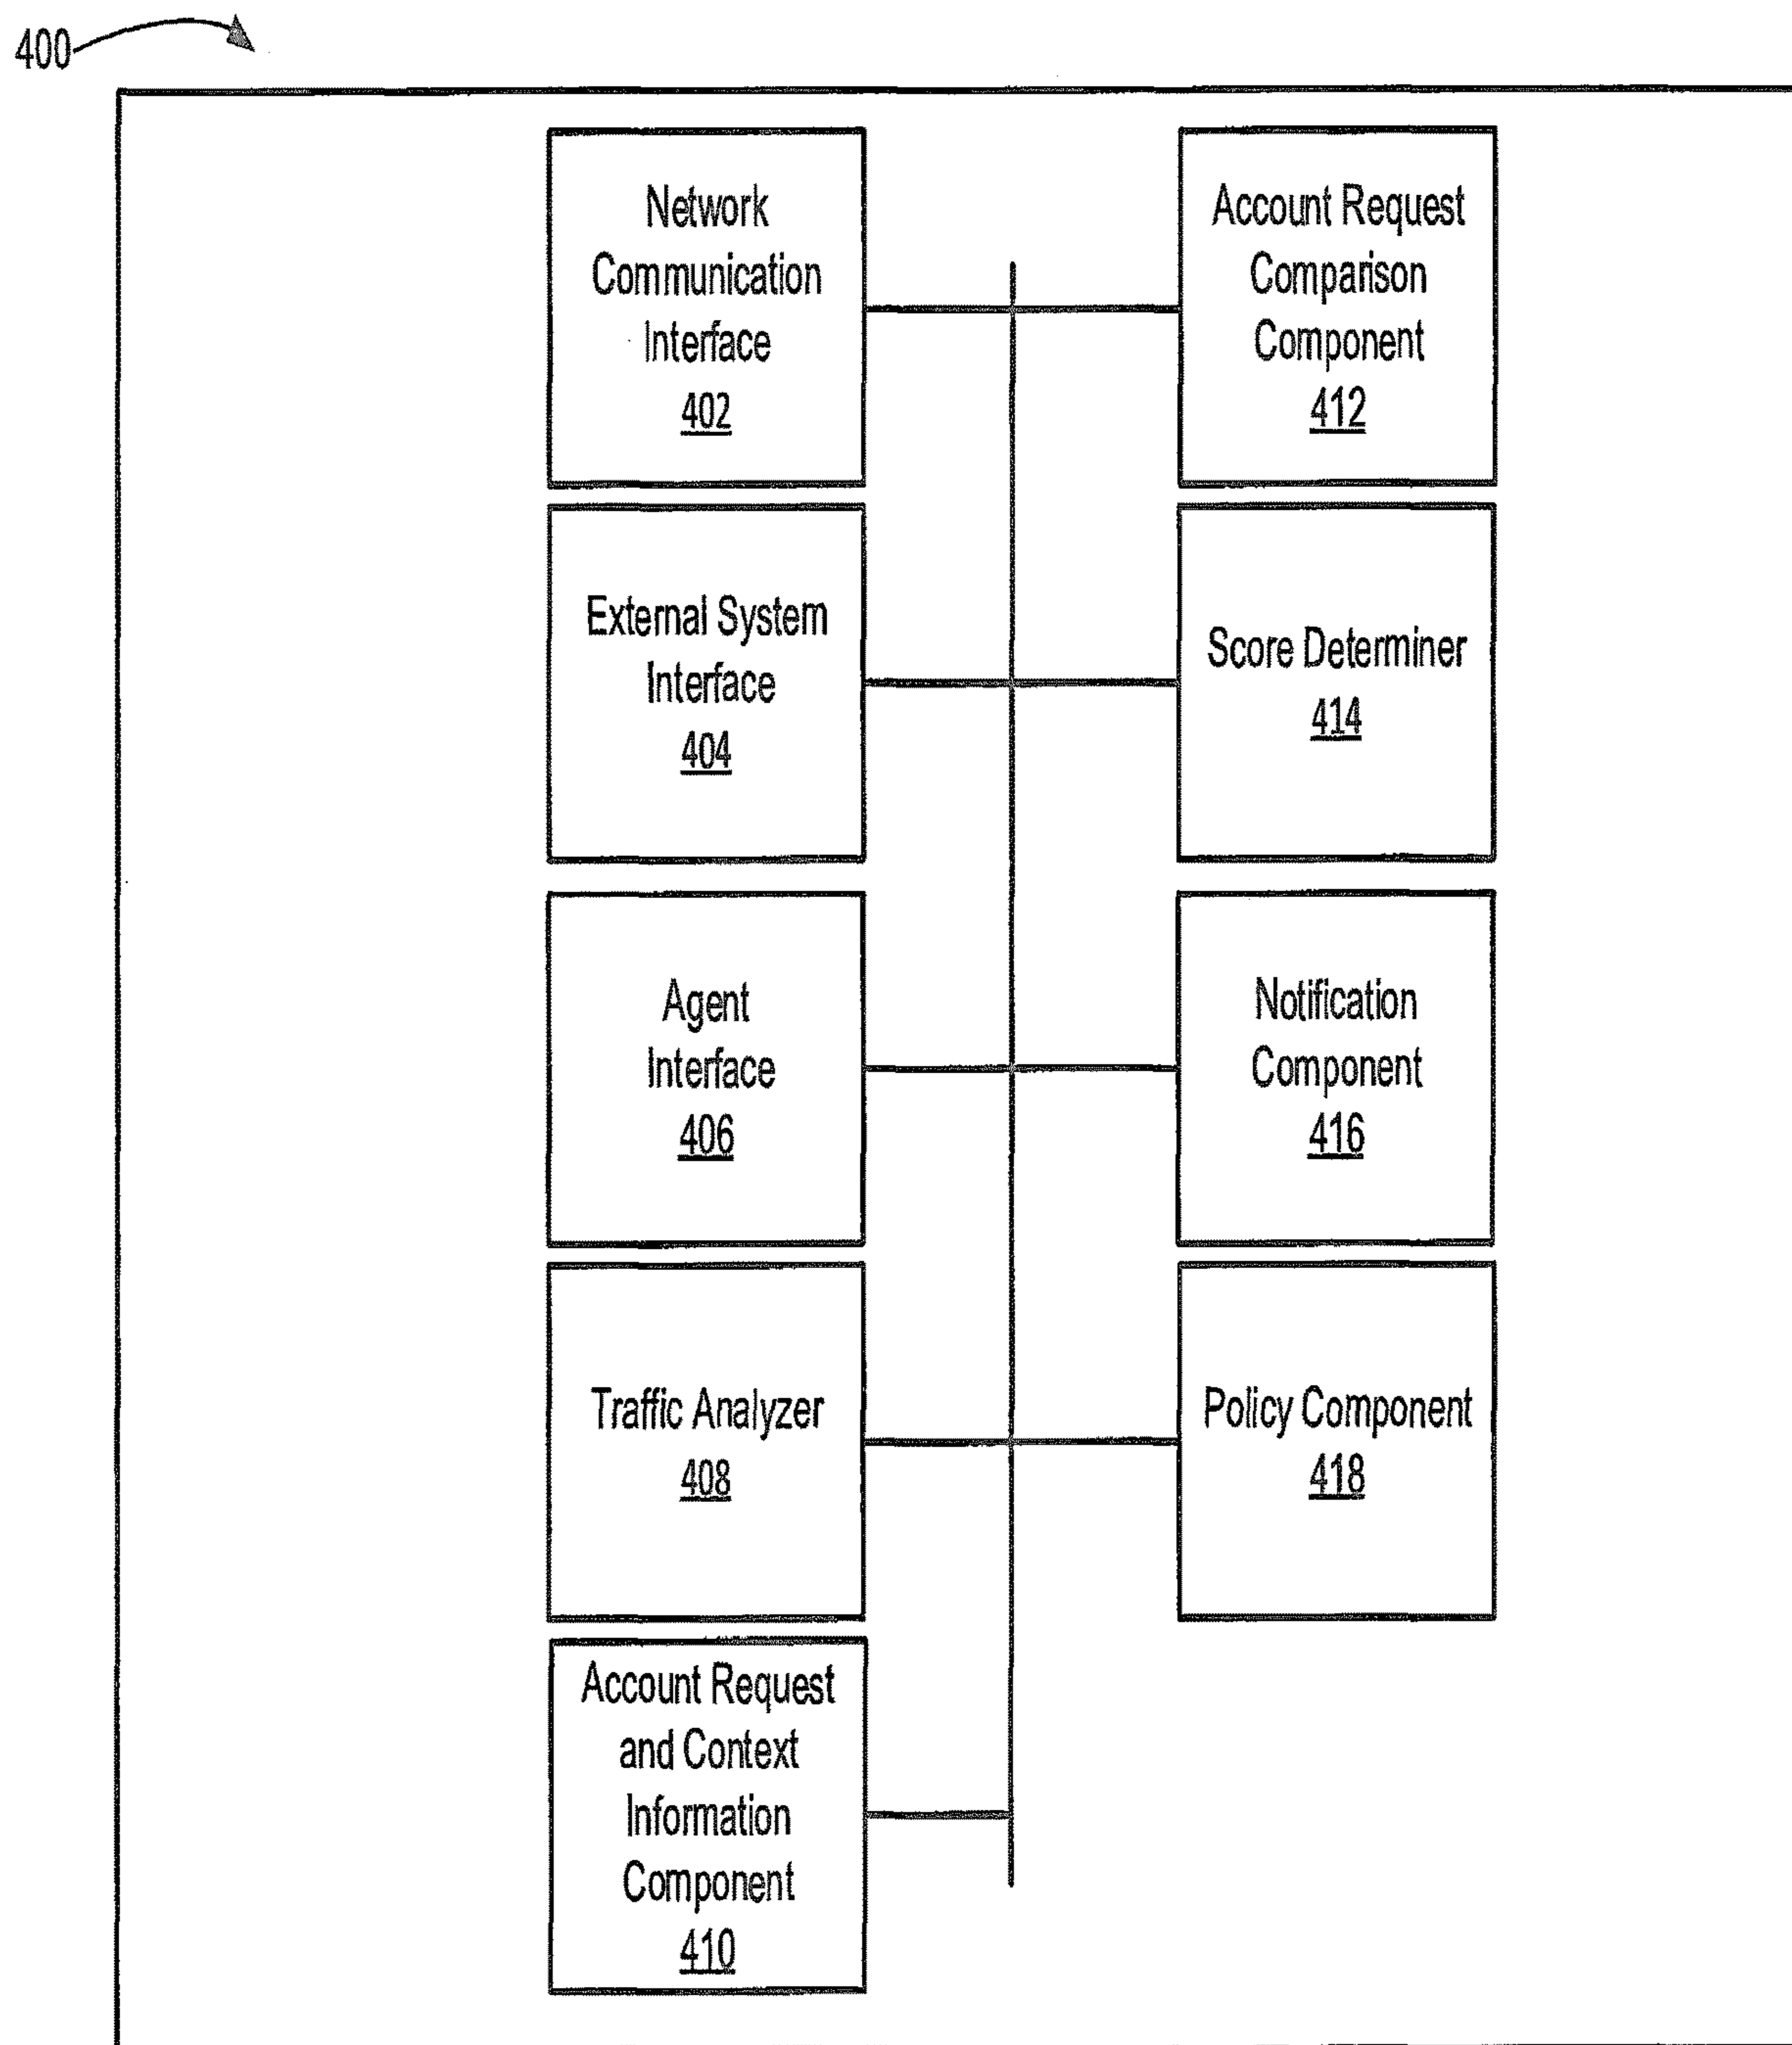 400
Network
Communication
Interface
402
Account Request
Comparison
Component
412
External System
Interface
404
Score Determiner
414
Agent
Interface
406
Notification
Component
416
Traffic Analyzer
408
Policy Component
418
Account Request
and Context
Information
Component
410